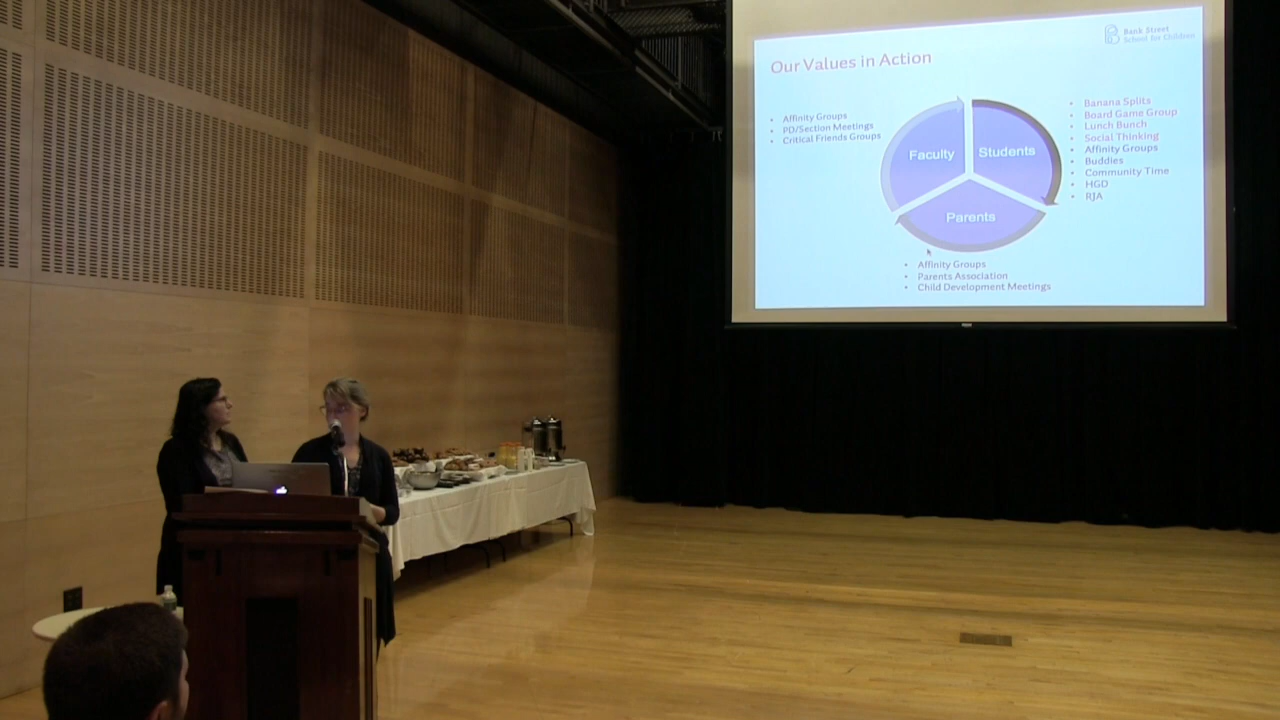 Bank Street
School for Children
Our Values in Action
• Affinity Groups
• PD/Section Meetings
• Critical Friends Groups
Faculty
Students
Parents
• Banana Splits
• Board Game Group
• Lunch Bunch
• Social Thinking
• Affinity Groups
• Buddies
• Community Time
• HGD
• RJA
• Affinity Groups
• Parents Association
• Child Development Meetings